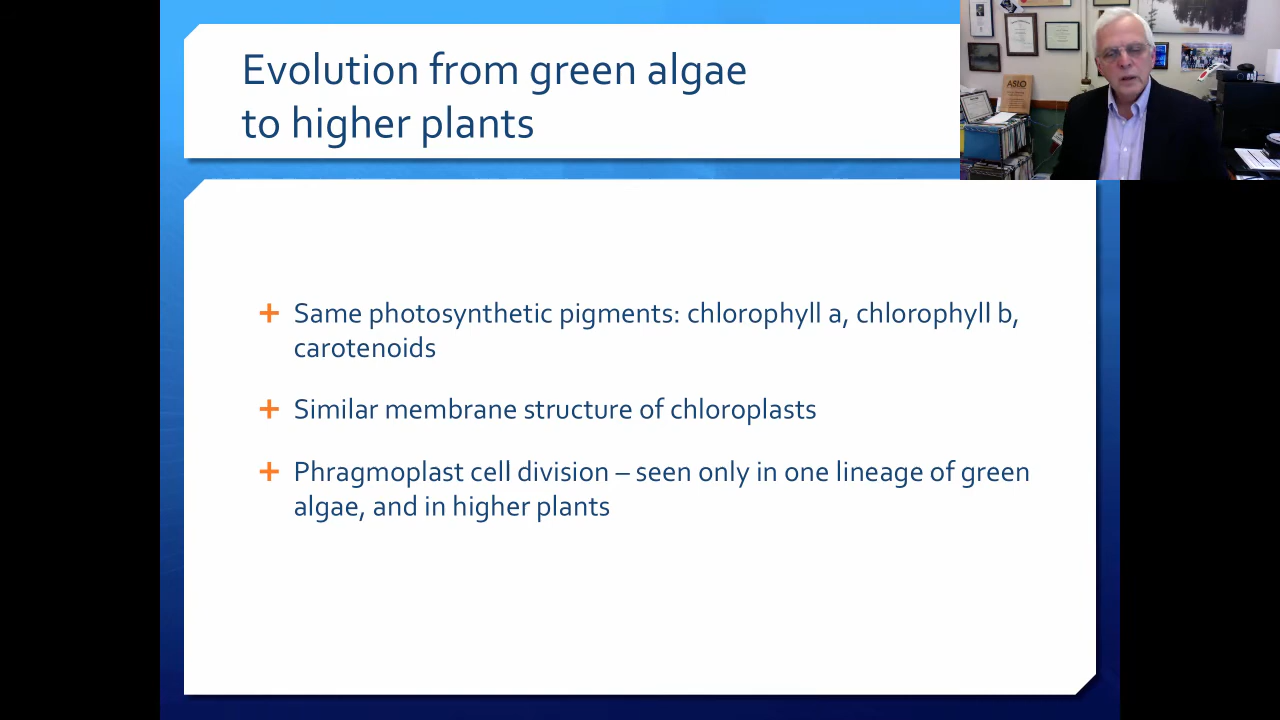 Evolution from green algae
to higher plants
ASLO
+ Same photosynthetic pigments: chlorophyll a, chlorophyll b,
carotenoids
+ Similar membrane structure of chloroplasts
+ Phragmoplast cell division – seen only in one lineage of green
algae, and in higher plants